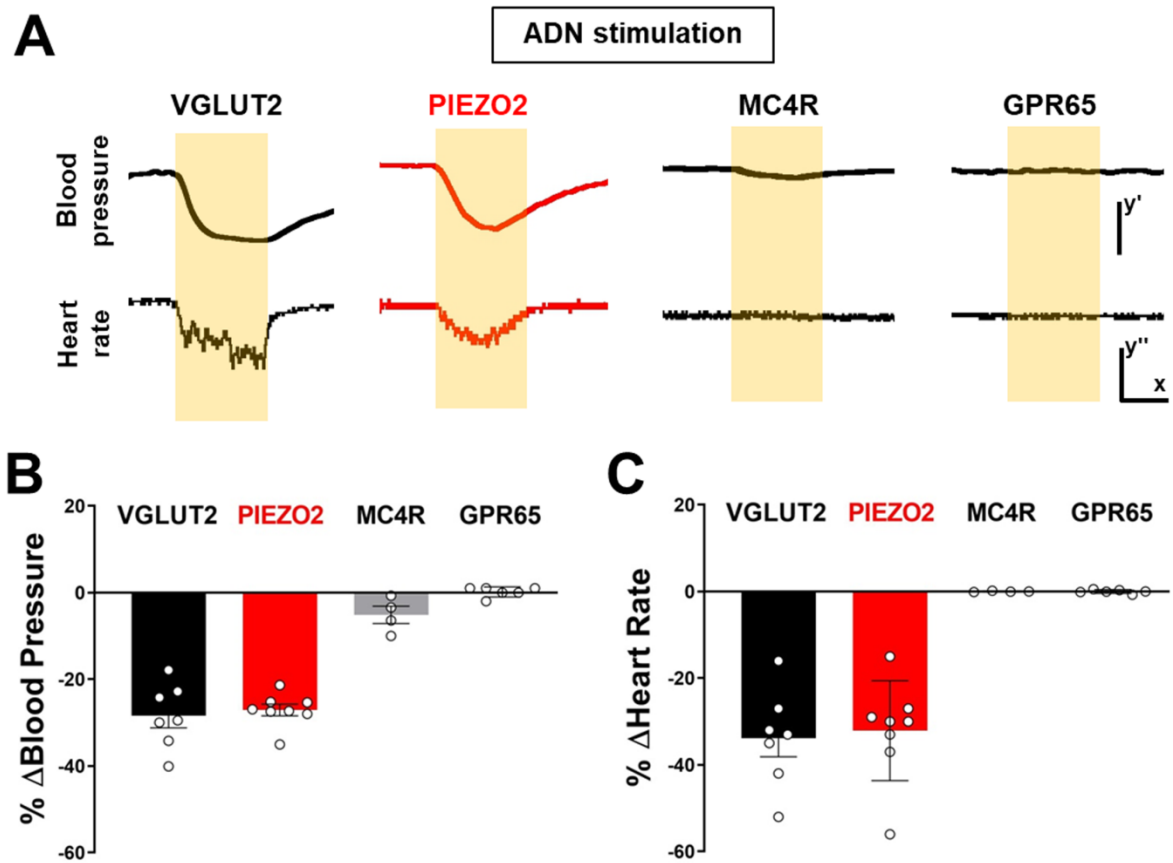 A
ADN stimulation
VGLUT2 PIEZO2 MC4R GPR65
Blood
pressure
y'
Heart
rate
y''
x
B
VGLUT2 PIEZO2 MC4R GPR65
% ΔBlood Pressure
20
0
-20
-40
-60
C
VGLUT2 PIEZO2 MC4R GPR65
% ΔHeart Rate
20
0
-20
-40
-60